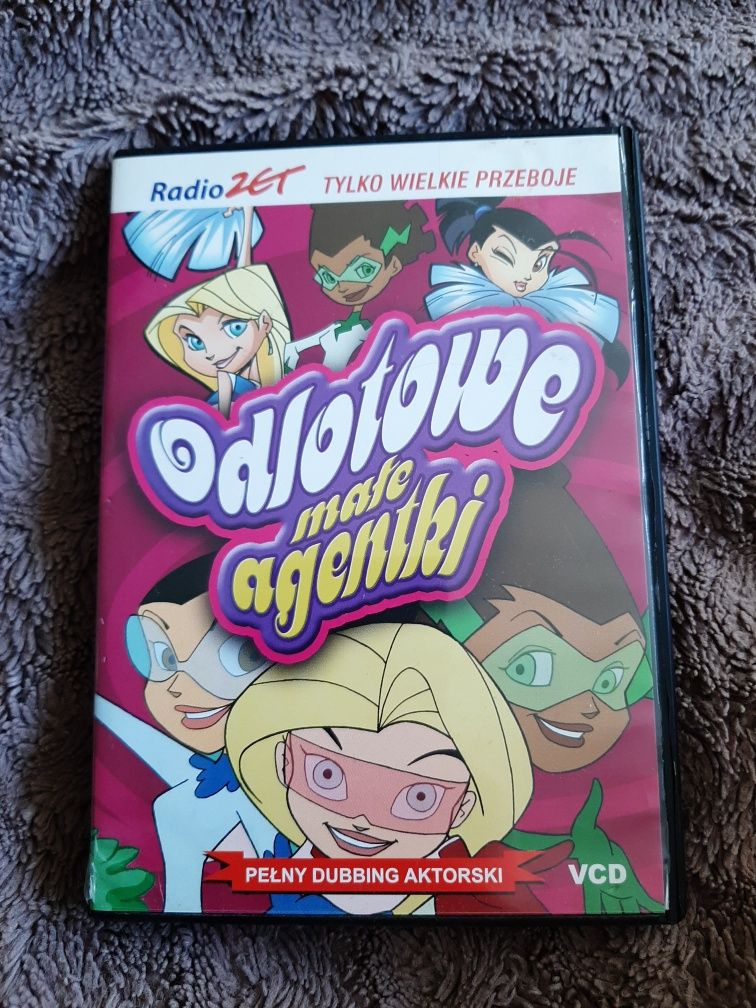 Radio ZET TYLKO WIELKIE PRZEBOJE
Odlotowe
małe
agentki
PEŁNY DUBBING AKTORSKI
VCD